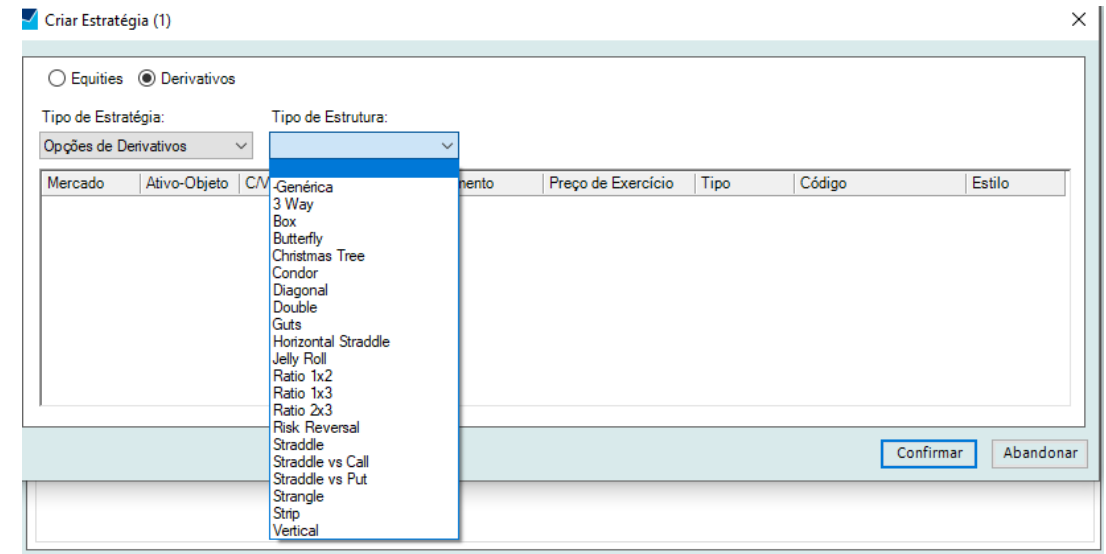 Criar Estratégia (1)
Equities Derivativos
Tipo de Estratégia: Tipo de Estrutura:
Opções de Derivativos
Mercado Ativo-Objeto C/V mento Preço de Exercício Tipo Código Estilo
-Genérica
3 Way
Box
Butterfly
Christmas Tree
Condor
Diagonal
Double
Guts
Horizontal Straddle
Jelly Roll
Ratio 1x2
Ratio 1x3
Ratio 2x3
Risk Reversal
Straddle
Straddle vs Call
Straddle vs Put
Strangle
Strip
Vertical
Confirmar Abandonar